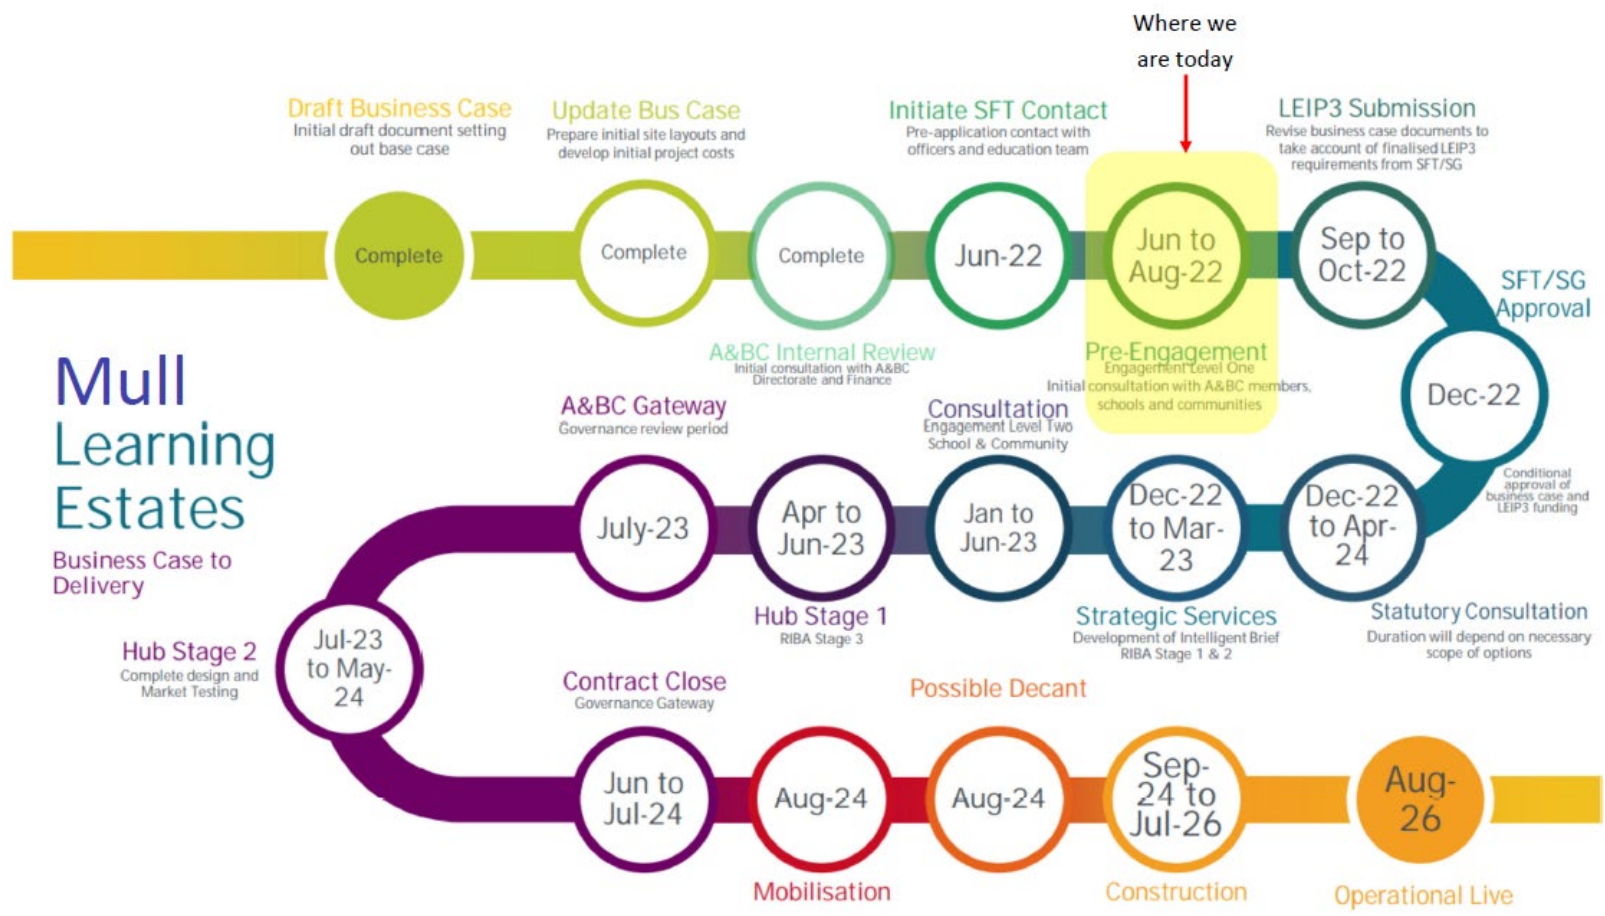 Where we
are today
Draft Business Case
Initial draft document setting
out base case
Update Bus Case
Prepare initial site layouts and
develop initial project costs
Initiate SFT Contact
Pre-application contact with
officers and education team
LEIP3 Submission
Revise business case documents to
take account of finalised LEIP3
requirements from SFT/SG
Complete
Complete
Complete
Jun-22
Jun to
Aug-22
Sep to
Oct-22
SFT/SG
Approval
A&BC Internal Review
Initial consultation with A&BC
Directorate and Finance
Pre-Engagement
Engagement Level One
Initial consultation with A&BC members,
schools and communities
Dec-22
Conditional
approval of
business case and
LEIP3 funding
Mull
Learning
Estates
Business Case to
Delivery
A&BC Gateway
Governance review period
Consultation
Engagement Level Two
School & Community
July-23
Apr to
Jun-23
Jan to
Jun-23
Dec-22
to Mar-
23
Dec-22
to Apr-
24
Hub Stage 1
RIBA Stage 3
Strategic Services
Development of Intelligent Brief
RIBA Stage 1 & 2
Statutory Consultation
Duration will depend on necessary
scope of options
Hub Stage 2
Complete design and
Market Testing
Jul-23
to May-
24
Contract Close
Governance Gateway
Possible Decant
Jun to
Jul-24
Aug-24
Aug-24
Sep-
24 to
Jul-26
Aug-
26
Mobilisation
Construction
Operational Live